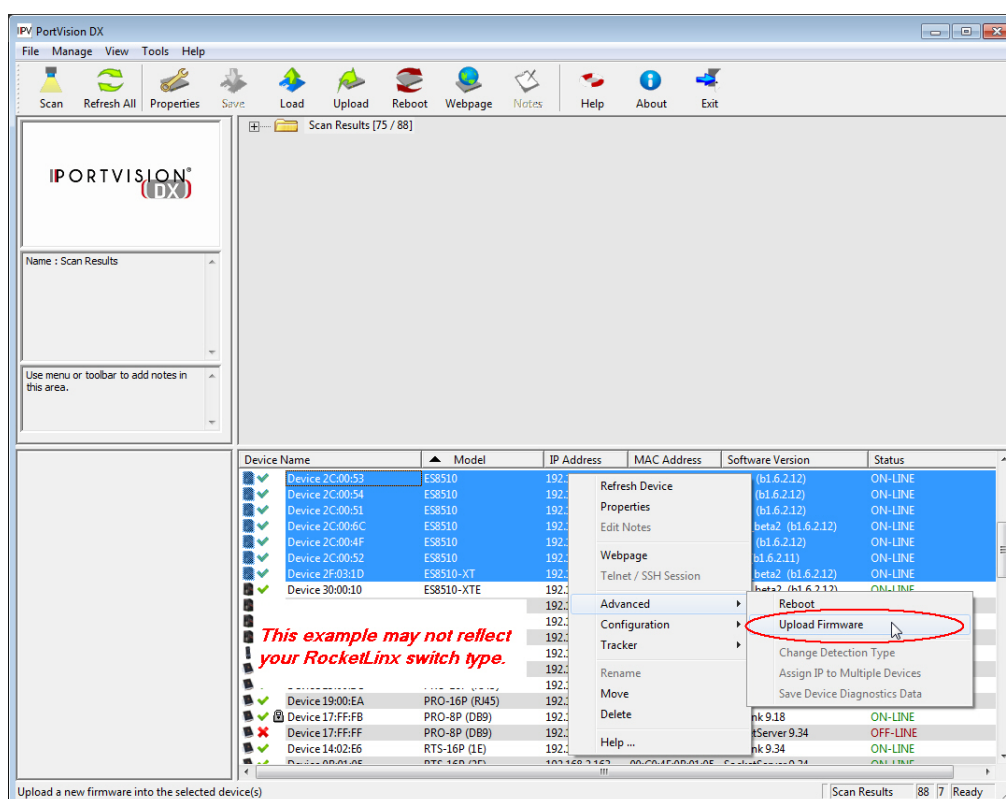 PortVision DX
File Manage View Tools Help
Scan Refresh All Properties Save Load Upload Reboot Webpage Notes Help About Exit
Scan Results [75 / 88]
PORTVISION®
DX
Name : Scan Results
Use menu or toolbar to add notes in
this area.
Device Name Model IP Address MAC Address Software Version Status
Device 2C:00:53 ES8510 192. (b1.6.2.12) ON-LINE
Device 2C:00:54 ES8510 192. (b1.6.2.12) ON-LINE
Device 2C:00:51 ES8510 192. (b1.6.2.12) ON-LINE
Device 2C:00:6C ES8510 192. beta2 (b1.6.2.12) ON-LINE
Device 2C:00:4F ES8510 192. (b1.6.2.12) ON-LINE
Device 2C:00:52 ES8510 192. b1.6.2.11) ON-LINE
Device 2F:03:1D ES8510-XT 192. beta2 (b1.6.2.12) ON-LINE
Device 30:00:10 ES8510-XTE 192. beta2 (b1.6.2.12) ON-LINE
192.
192.
192.
192.
192.
Device 19:00:EA PRO-16P (RJ45) 192.
Device 17:FF:FB PRO-8P (DB9) 192. nk 9.18 ON-LINE
Device 17:FF:FF PRO-8P (DB9) 192. tServer 9.34 OFF-LINE
Device 14:02:E6 RTS-16P (1E) 192. nk 9.34 ON-LINE
This example may not reflect
your RocketLinx switch type.
Refresh Device
Properties
Edit Notes
Webpage
Telnet / SSH Session
Advanced
Configuration
Tracker
Rename
Move
Delete
Help ...
Reboot
Upload Firmware
Change Detection Type
Assign IP to Multiple Devices
Save Device Diagnostics Data
Upload a new firmware into the selected device(s) Scan Results 88 7 Ready